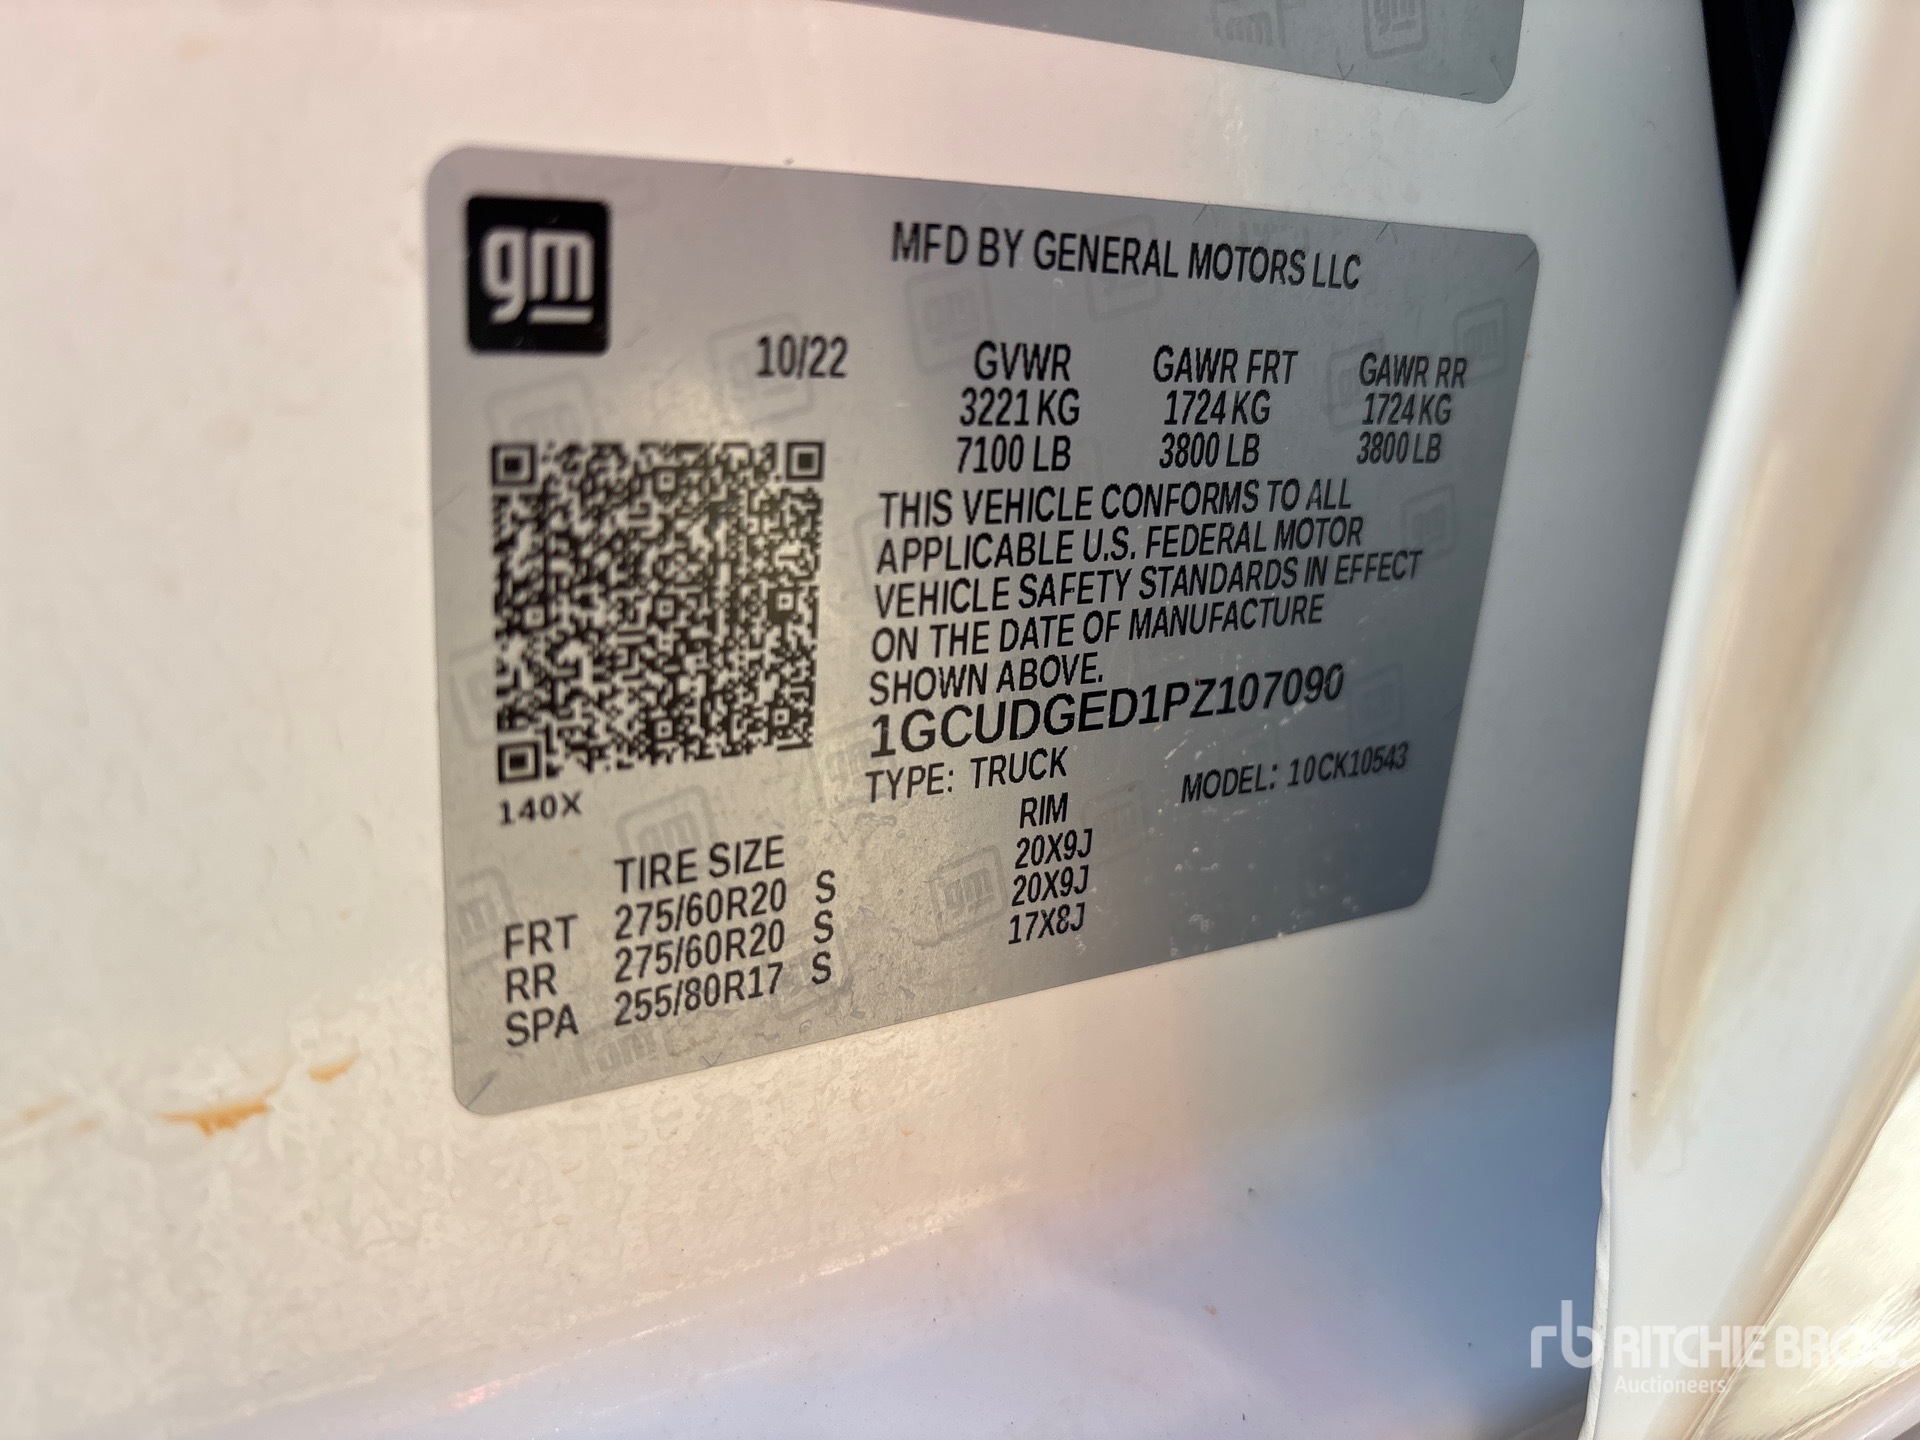 gm
MFD BY GENERAL MOTORS LLC
10/22
GVWR GAWR FRT GAWR RR
3221 KG 1724 KG 1724 KG
7100 LB 3800 LB 3800 LB
THIS VEHICLE CONFORMS TO ALL
APPLICABLE U.S. FEDERAL MOTOR
VEHICLE SAFETY STANDARDS IN EFFECT
ON THE DATE OF MANUFACTURE
SHOWN ABOVE.
1GCUDGED1PZ107090
TYPE: TRUCK MODEL: 10CK10543
140X
TIRE SIZE RIM
FRT 275/60R20 S 20X9J
RR 275/60R20 S 20X9J
SPA 255/80R17 S 17X8J
rb RITCHIE BROS.
Auctioneers